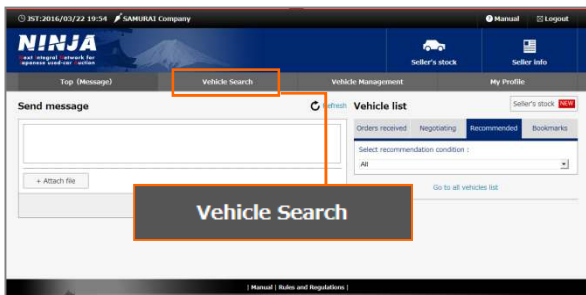 JST:2016/03/22 19:54 SAMURAI Company
Manual Logout
NINJA
Next Integral Network for
Japanese used-car Auction
Seller's stock Seller info
Top (Message) Vehicle Search Vehicle Management My Profile
Send message Refresh Vehicle list Seller's stock NEW
Orders received Negotiating Recommended Bookmarks
Select recommendation condition :
All
+ Attach file
Go to all vehicles list
Vehicle Search
| Manual | Rules and Regulations |